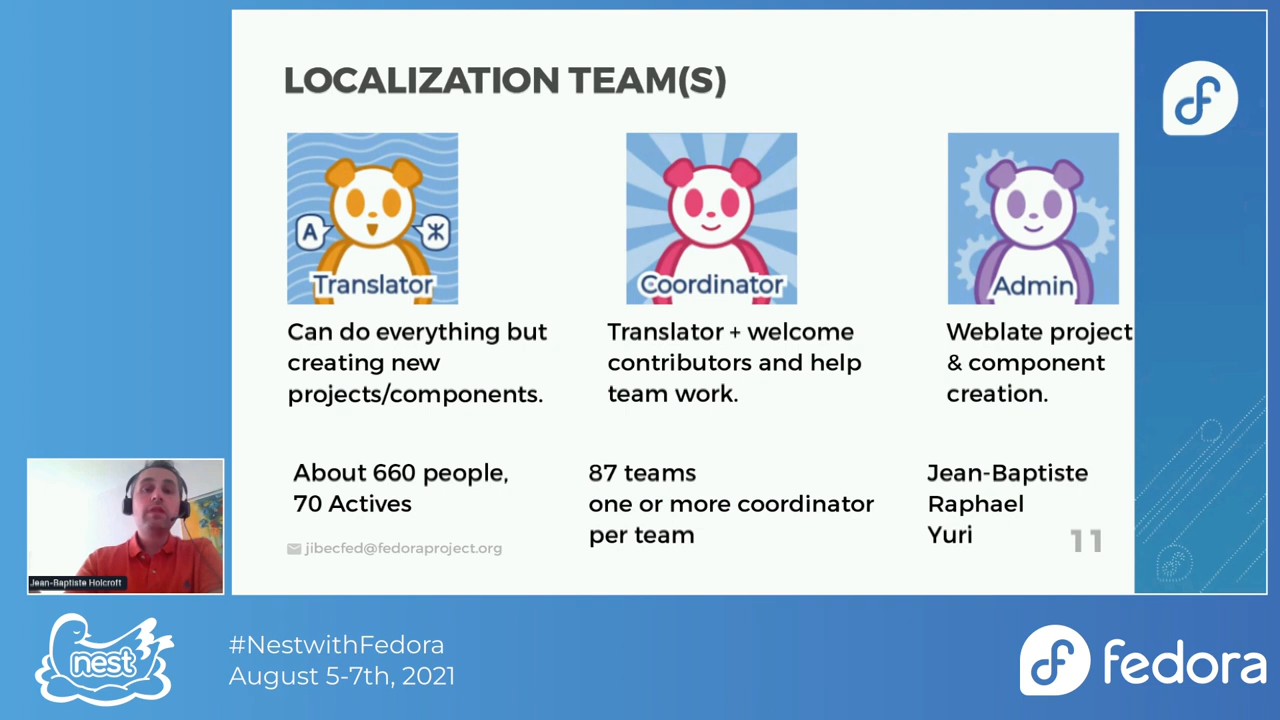 LOCALIZATION TEAM(S)
A
Ж
Translator
Can do everything but
creating new
projects/components.
About 660 people,
70 Actives
Coordinator
Translator + welcome
contributors and help
team work.
87 teams
one or more coordinator
per team
Admin
Weblate project
& component
creation.
Jean-Baptiste
Raphael
Yuri
jibecfed@fedoraproject.org
11
Jean-Baptiste Holcroft
nest
#NestwithFedora
August 5-7th, 2021
fedora